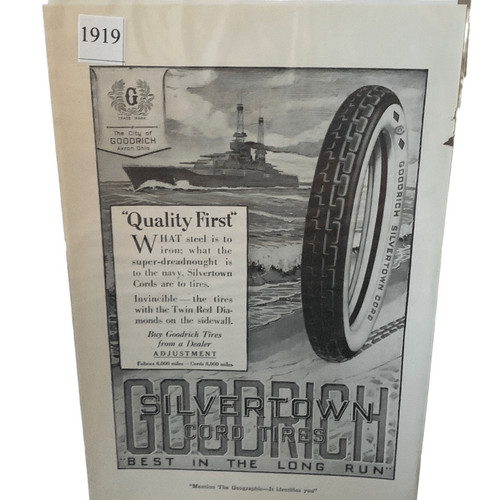 1919
G
TRADE MARK
The City of
GOODRICH
Akron, Ohio
GOODRICH SILVERTOWN CORD
"Quality First"
WHAT steel is to
iron; what the
super-dreadnought is
to the navy. Silvertown
Cords are to tires.
Invincible — the tires
with the Twin Red Dia-
monds on the sidewall.
Buy Goodrich Tires
from a Dealer
ADJUSTMENT
Fabrics 6,000 miles — Cords 8,000 miles
GOODRICH
SILVERTOWN
CORD TIRES
"BEST IN THE LONG RUN"
"Mention The Geographic—It identifies you"